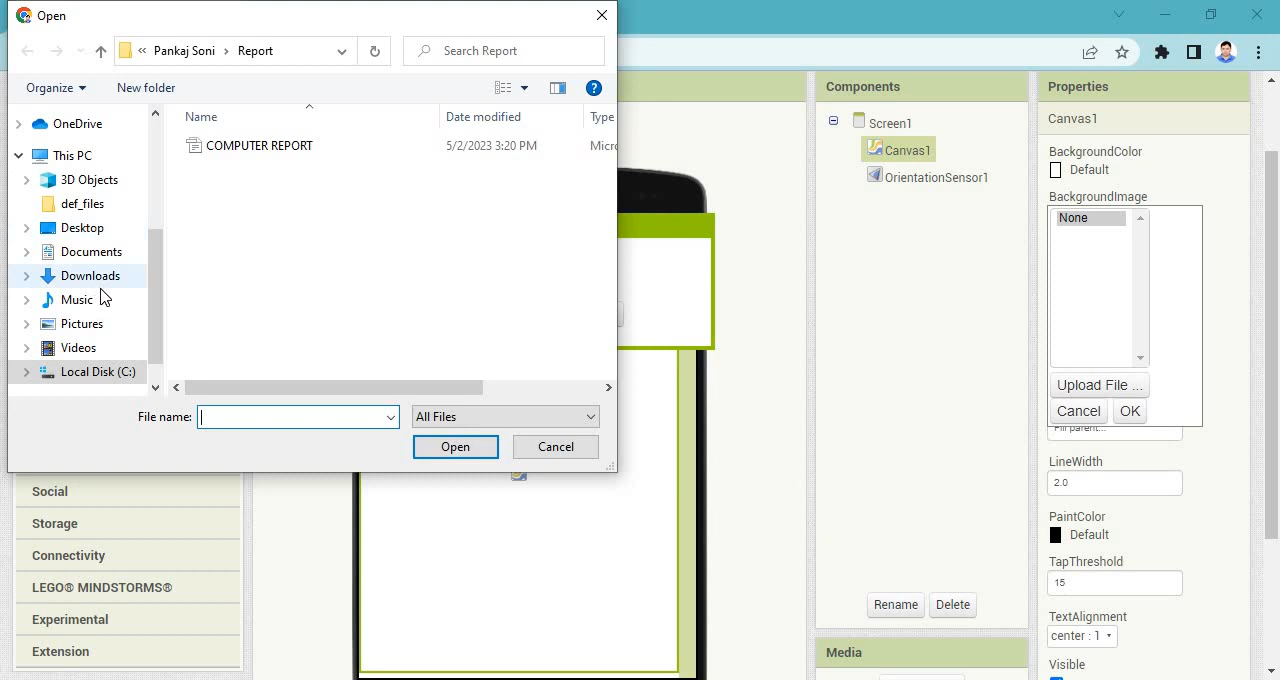 Open
« Pankaj Soni › Report
Search Report
Organize
New folder
Name
Date modified
Type
COMPUTER REPORT
5/2/2023 3:20 PM
Micro
OneDrive
This PC
3D Objects
def_files
Desktop
Documents
Downloads
Music
Pictures
Videos
Local Disk (C:)
File name:
All Files
Open
Cancel
Social
Storage
Connectivity
LEGO® MINDSTORMS®
Experimental
Extension
Components
Screen1
Canvas1
OrientationSensor1
Rename
Delete
Media
Properties
Canvas1
BackgroundColor
Default
BackgroundImage
None
Upload File ...
Cancel
OK
Fill parent...
LineWidth
2.0
PaintColor
Default
TapThreshold
15
TextAlignment
center : 1
Visible